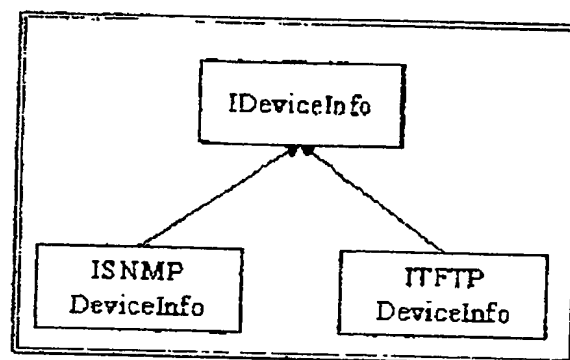 IDeviceInfo
ISNMP
DeviceInfo
ITFTP
DeviceInfo